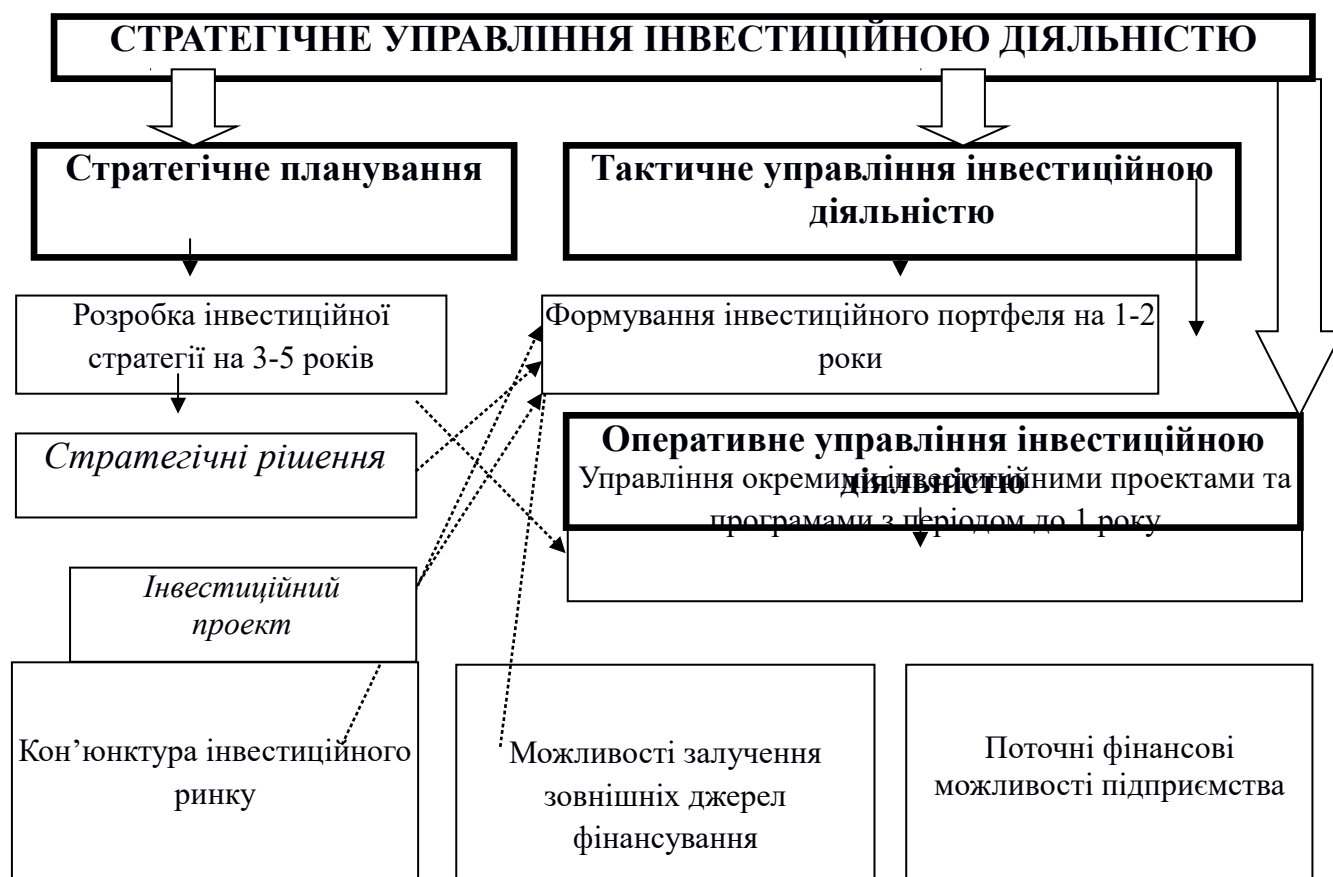 СТРАТЕГІЧНЕ УПРАВЛІННЯ ІНВЕСТИЦІЙНОЮ ДІЯЛЬНІСТЮ
Стратегічне планування
Тактичне управління інвестиційною
діяльністю
Розробка інвестиційної
стратегії на 3-5 років
Формування інвестиційного портфеля на 1-2
роки
Стратегічні рішення
Оперативне управління інвестиційною
діяльністю
Управління окремими інвестиційними проектами та
програмами з періодом до 1 року
Інвестиційний
проект
Кон’юнктура інвестиційного
ринку
Можливості залучення
зовнішніх джерел
фінансування
Поточні фінансові
можливості підприємства